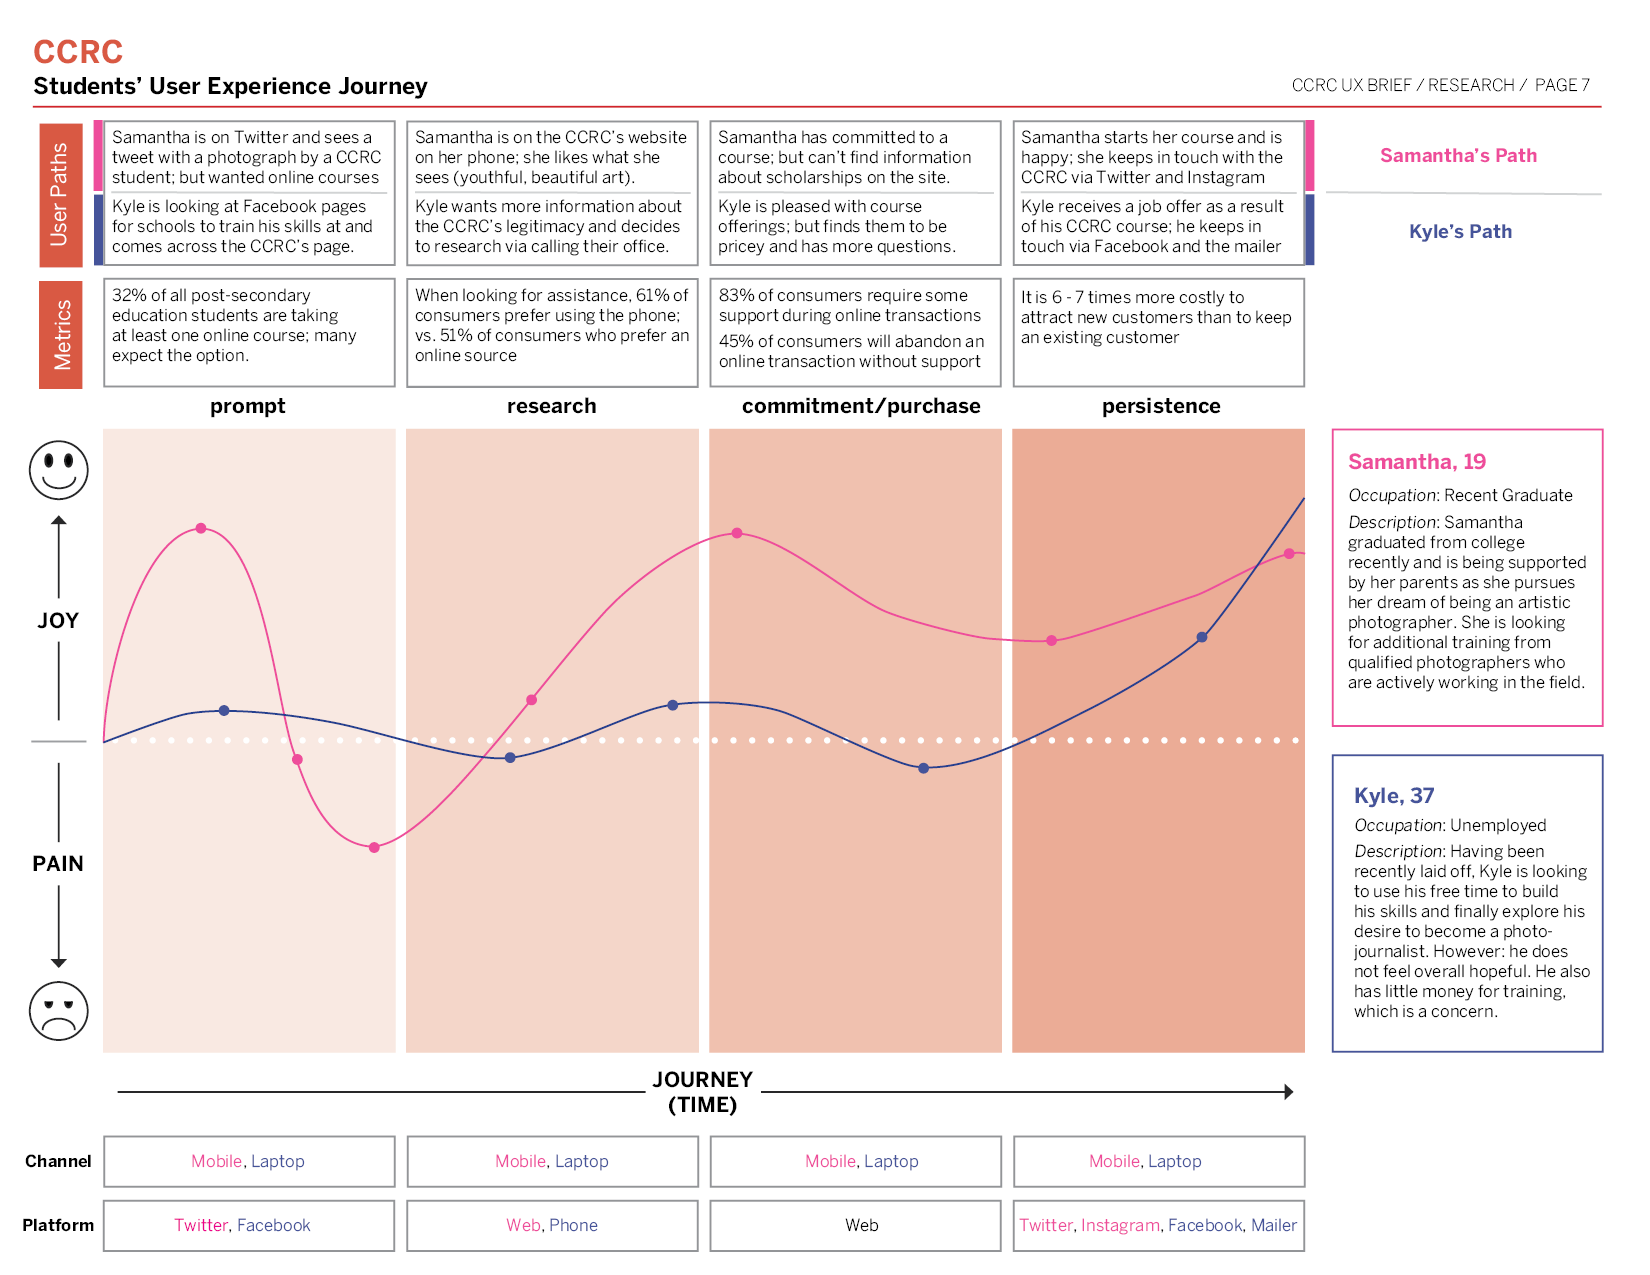 CCRC
Students’ User Experience Journey
CCRC UX BRIEF / RESEARCH / PAGE 7
User Paths
Samantha is on Twitter and sees a
tweet with a photograph by a CCRC
student; but wanted online courses
Kyle is looking at Facebook pages
for schools to train his skills at and
comes across the CCRC’s page.
Samantha is on the CCRC’s website
on her phone; she likes what she
sees (youthful, beautiful art).
Kyle wants more information about
the CCRC’s legitimacy and decides
to research via calling their office.
Samantha has committed to a
course; but can’t find information
about scholarships on the site.
Kyle is pleased with course
offerings; but finds them to be
pricey and has more questions.
Samantha starts her course and is
happy; she keeps in touch with the
CCRC via Twitter and Instagram
Kyle receives a job offer as a result
of his CCRC course; he keeps in
touch via Facebook and the mailer
Samantha’s Path
Kyle’s Path
Metrics
32% of all post-secondary
education students are taking
at least one online course; many
expect the option.
When looking for assistance, 61% of
consumers prefer using the phone;
vs. 51% of consumers who prefer an
online source
83% of consumers require some
support during online transactions
45% of consumers will abandon an
online transaction without support
It is 6 - 7 times more costly to
attract new customers than to keep
an existing customer
prompt
research
commitment/purchase
persistence
JOY
PAIN
Samantha, 19
Occupation: Recent Graduate
Description: Samantha
graduated from college
recently and is being supported
by her parents as she pursues
her dream of being an artistic
photographer. She is looking
for additional training from
qualified photographers who
are actively working in the field.
Kyle, 37
Occupation: Unemployed
Description: Having been
recently laid off, Kyle is looking
to use his free time to build
his skills and finally explore his
desire to become a photo-
journalist. However: he does
not feel overall hopeful. He also
has little money for training,
which is a concern.
JOURNEY
(TIME)
Channel
Mobile, Laptop
Mobile, Laptop
Mobile, Laptop
Mobile, Laptop
Platform
Twitter, Facebook
Web, Phone
Web
Twitter, Instagram, Facebook, Mailer